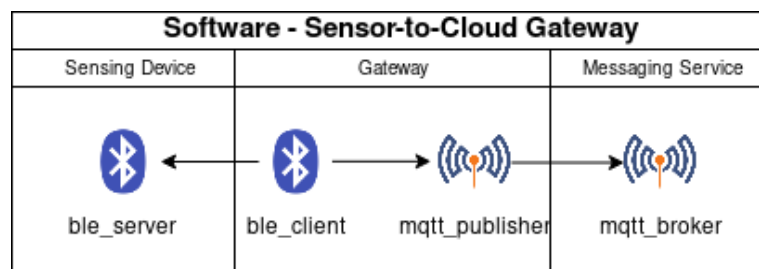 Software - Sensor-to-Cloud Gateway
Sensing Device
Gateway
Messaging Service
ble_server
ble_client
mqtt_publisher
mqtt_broker